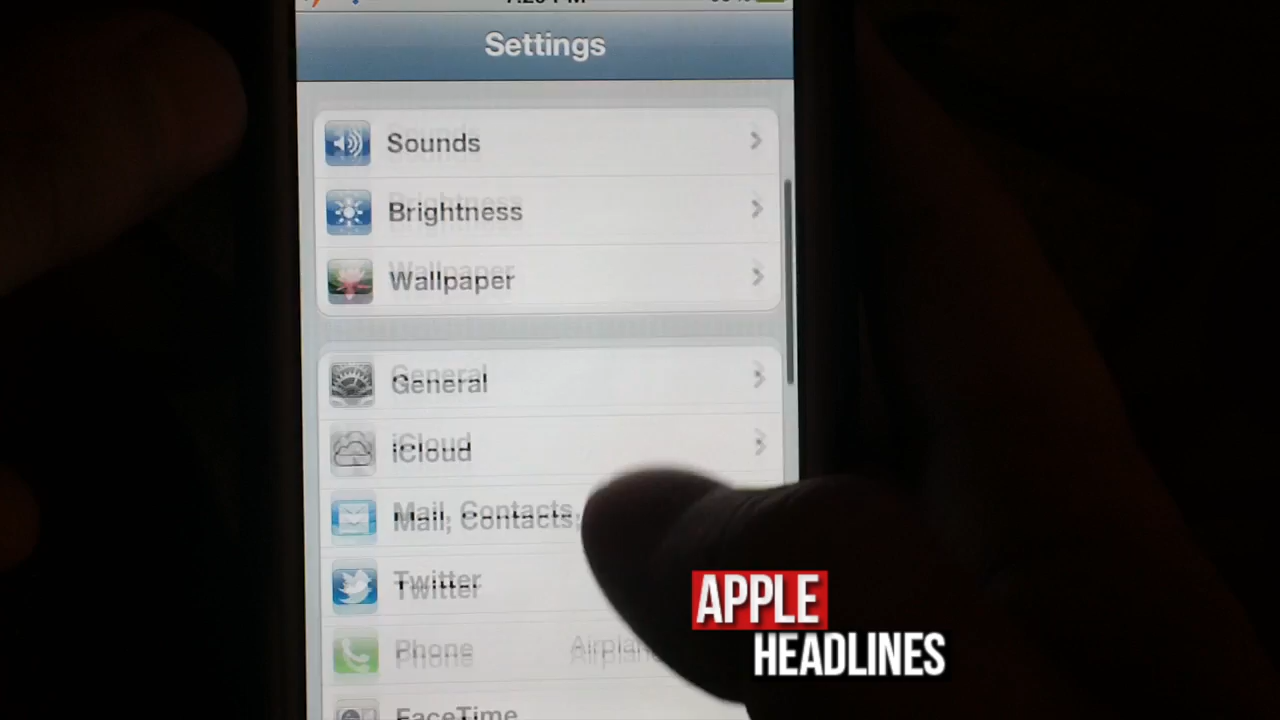 Settings
Sounds
Brightness
Wallpaper
General
iCloud
Mail, Contacts,
Twitter
Phone
FaceTime
APPLE
HEADLINES